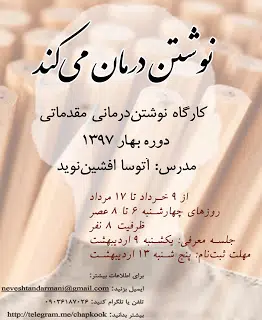 نوشتن درمان می‌کند
کارگاه نوشتن‌درمانی مقدماتی
دوره بهار ۱۳۹۷
مدرس: آتوسا افشین‌نوید
از ۹ خرداد تا ۱۷ مرداد
روزهای چهارشنبه ۶ تا ۸ عصر
ظرفیت ۸ نفر
جلسه معرفی: یکشنبه ۹ اردیبهشت
مهلت ثبت‌نام: پنج شنبه ۱۳ اردیبهشت
برای اطلاعات بیشتر:
ایمیل بزنید: neveshtandarmani@gmail.com
تلفن یا تلگرام کنید: ۰۹۰۳۶۱۸۷۰۲۶
بیشتر بدانید: http://telegram.me/chapkook